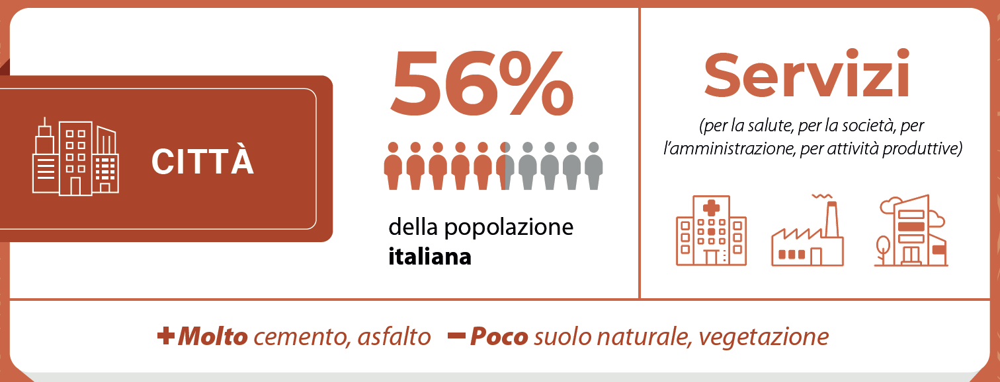 CITTÀ
56%
della popolazione
italiana
Servizi
(per la salute, per la società, per
l'amministrazione, per attività produttive)
+Molto cemento, asfalto −Poco suolo naturale, vegetazione